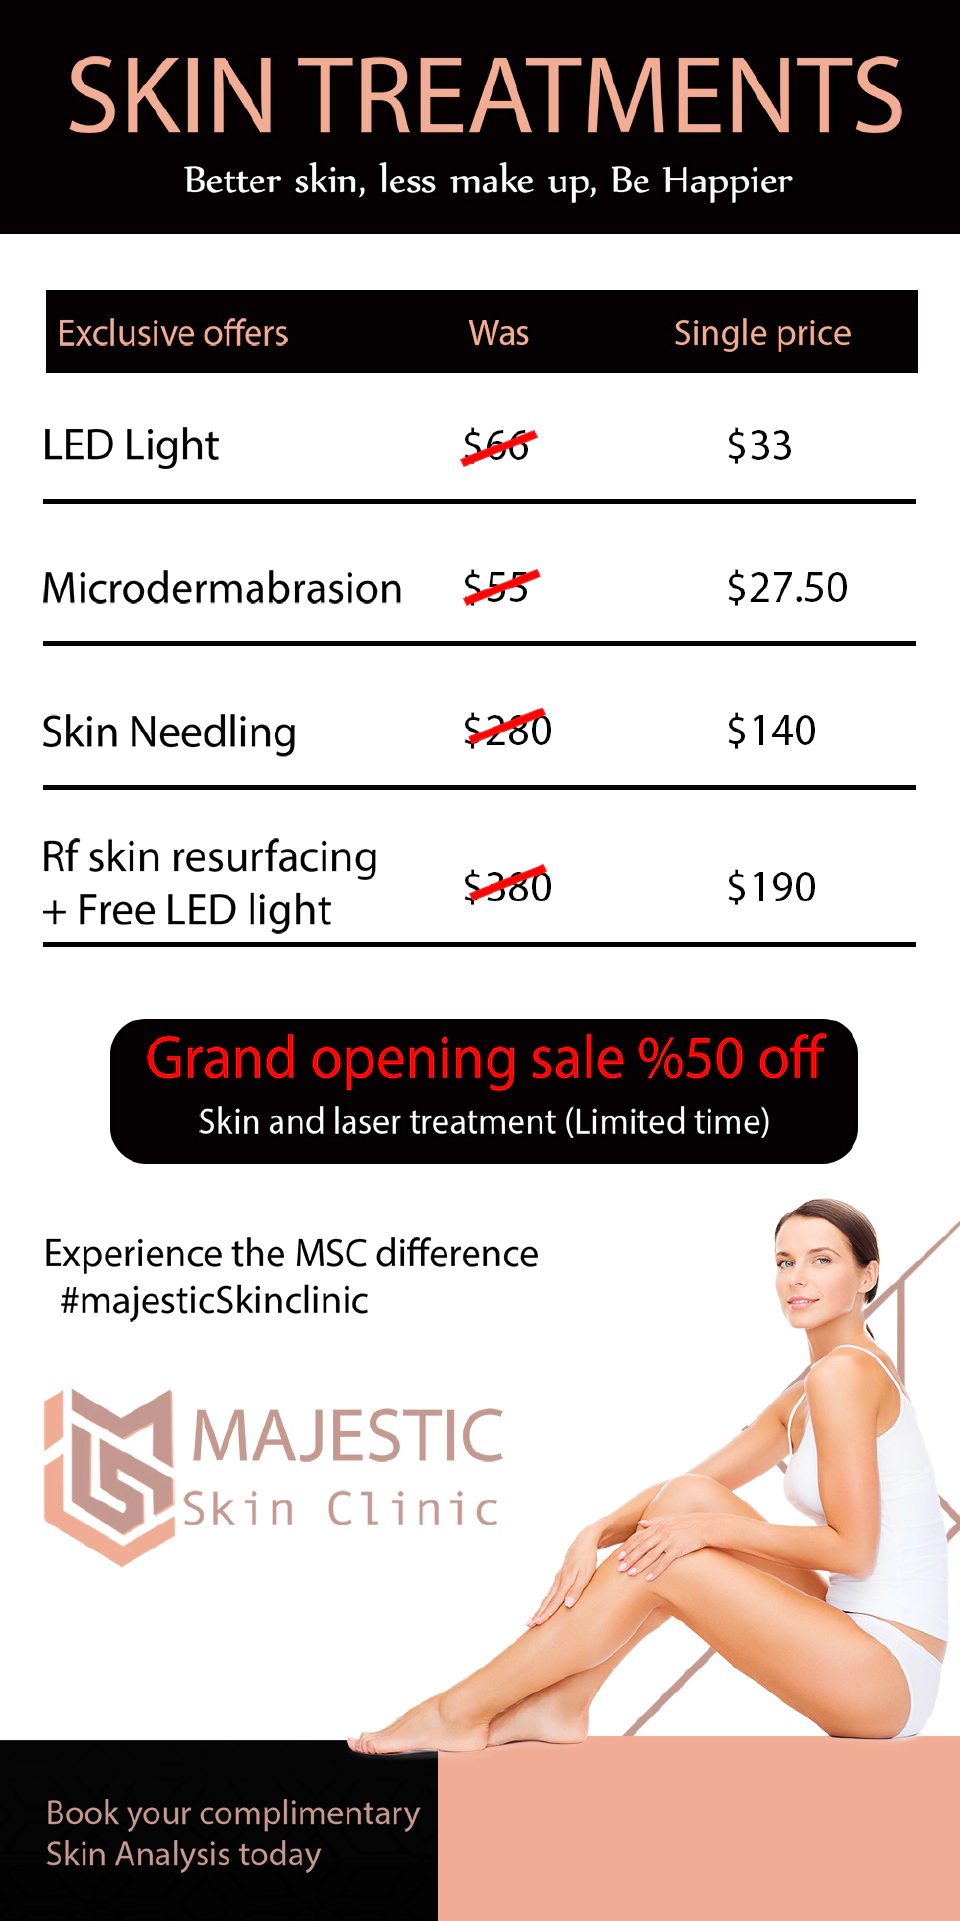 SKIN TREATMENTS
Better skin, less make up, Be Happier
Exclusive offers Was Single price
LED Light $66 $33
Microdermabrasion $55 $27.50
Skin Needling $280 $140
Rf skin resurfacing
+ Free LED light $380 $190
Grand opening sale %50 off
Skin and laser treatment (Limited time)
Experience the MSC difference
#majesticSkinclinic
MAJESTIC
Skin Clinic
Book your complimentary
Skin Analysis today